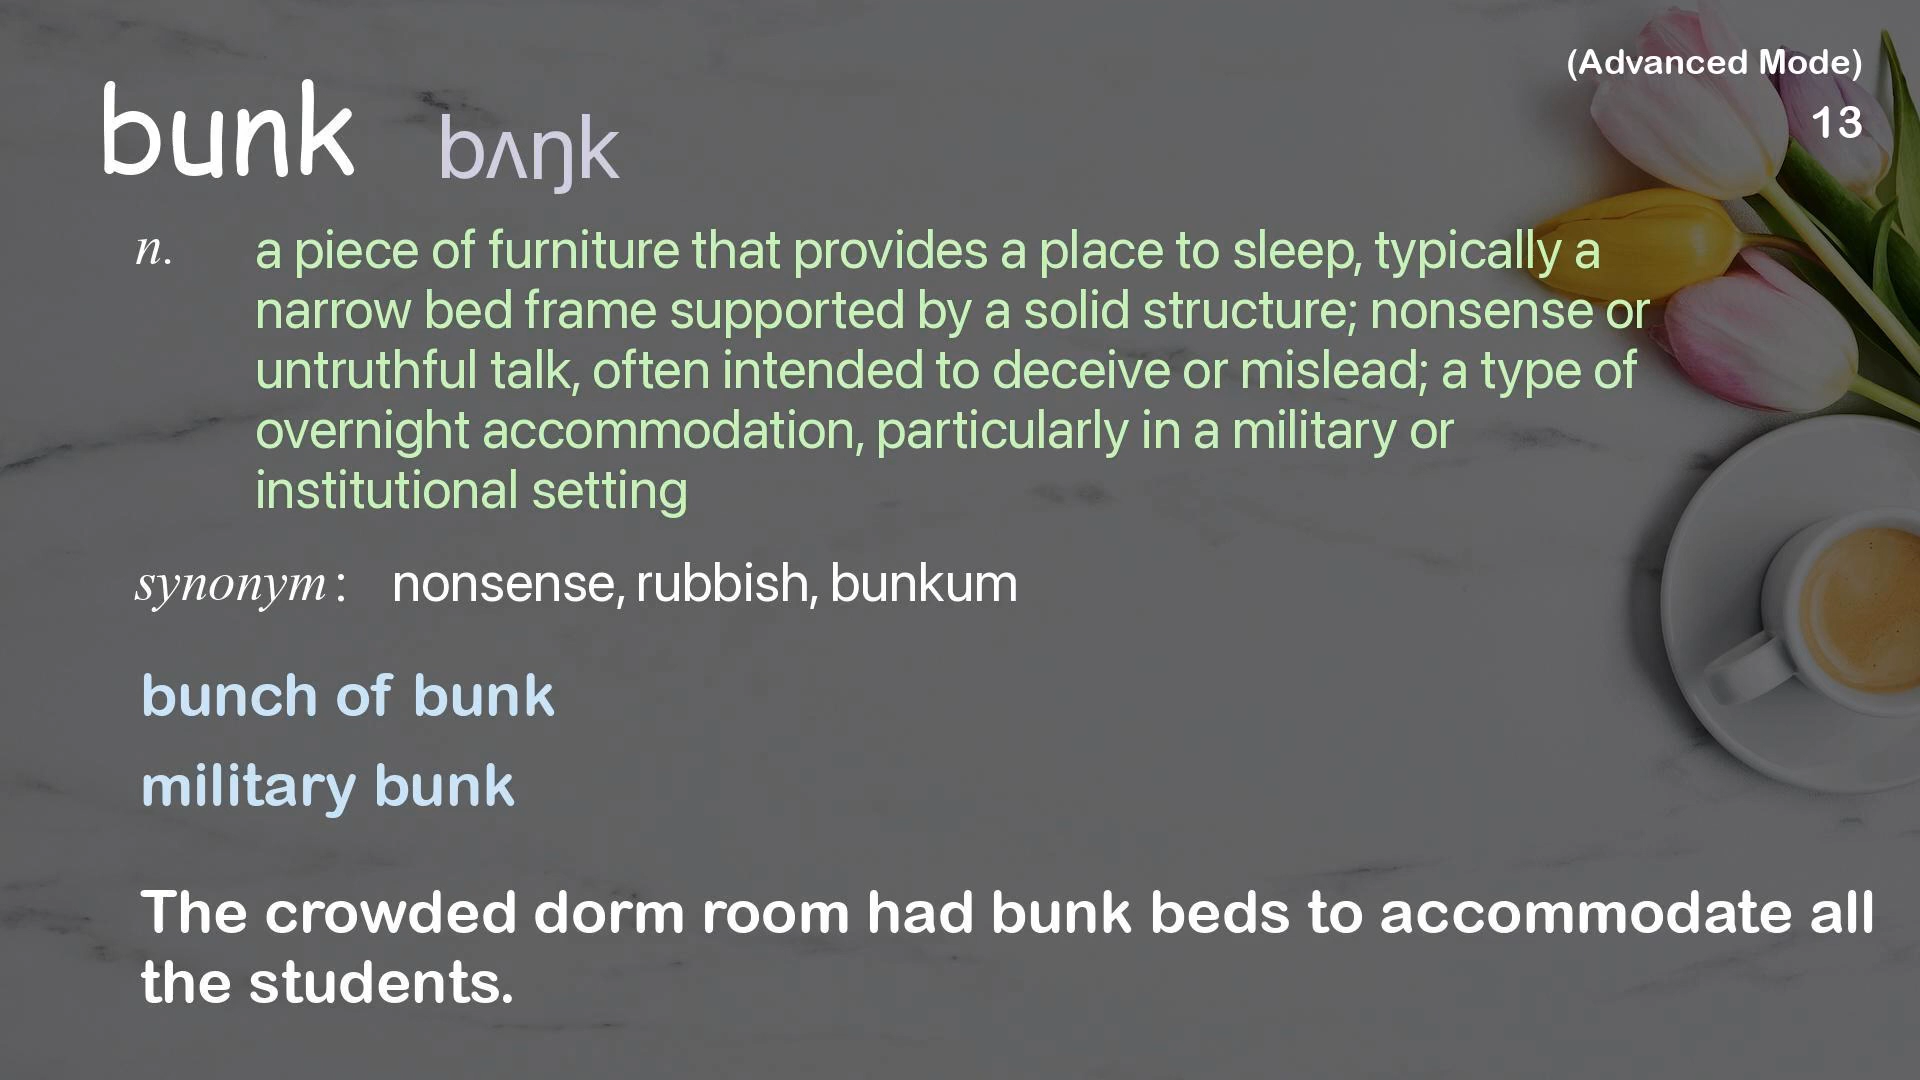 (Advanced Mode)
13
bunk bʌŋk
n. a piece of furniture that provides a place to sleep, typically a
narrow bed frame supported by a solid structure; nonsense or
untruthful talk, often intended to deceive or mislead; a type of
overnight accommodation, particularly in a military or
institutional setting
synonym: nonsense, rubbish, bunkum
bunch of bunk
military bunk
The crowded dorm room had bunk beds to accommodate all
the students.